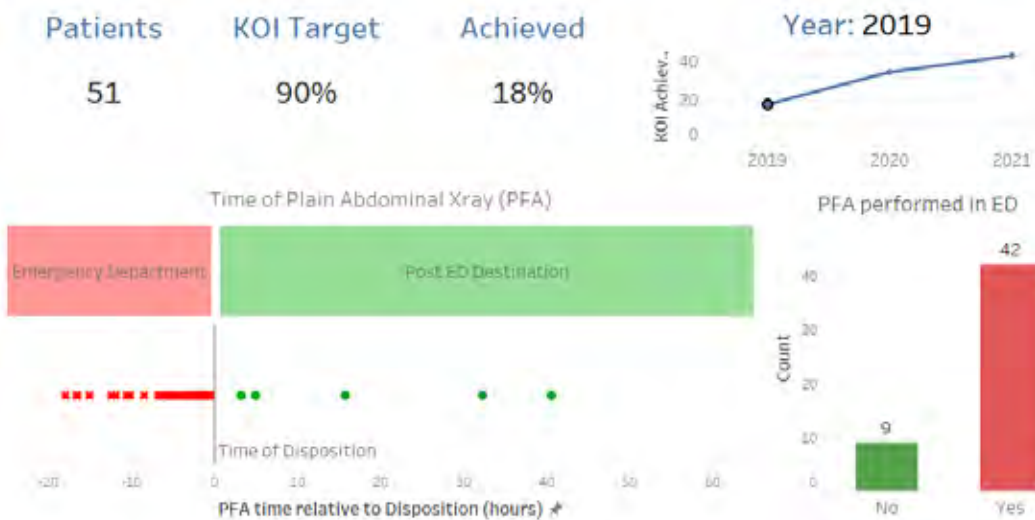 Patients KOI Target Achieved Year: 2019
51 90% 18%
KOI Achiev..
40
20
0
2019 2020 2021
Time of Plain Abdominal Xray (PFA)
Emergency Department Post ED Destination
Time of Disposition
-20 -10 0 10 20 30 40 50 60
PFA time relative to Disposition (hours)
PFA performed in ED
42
40
30
Count
20
9
10
0
No Yes